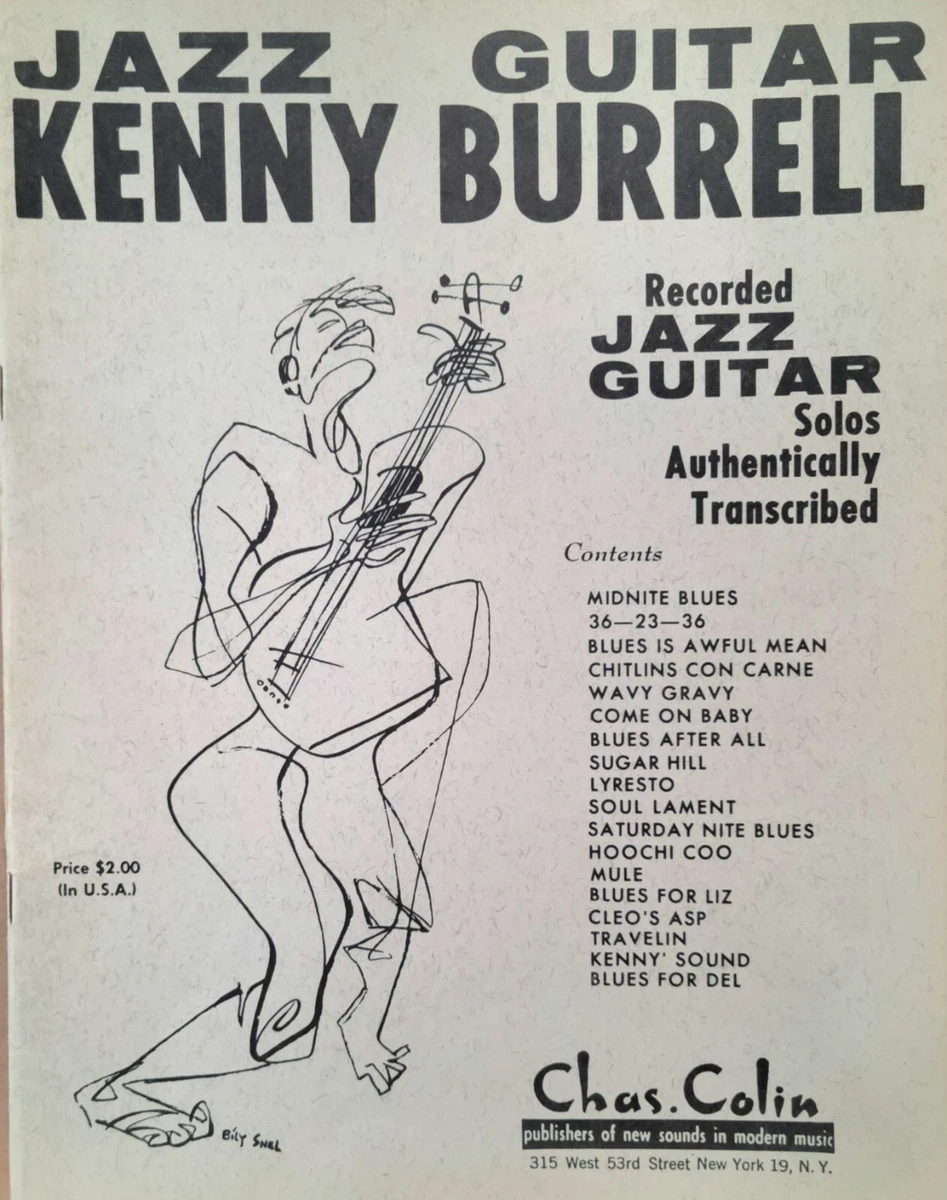 JAZZ GUITAR
KENNY BURRELL
Recorded
JAZZ
GUITAR
Solos
Authentically
Transcribed
Contents
MIDNITE BLUES
36—23—36
BLUES IS AWFUL MEAN
CHITLINS CON CARNE
WAVY GRAVY
COME ON BABY
BLUES AFTER ALL
SUGAR HILL
LYRESTO
SOUL LAMENT
SATURDAY NITE BLUES
HOOCHI COO
MULE
BLUES FOR LIZ
CLEO'S ASP
TRAVELIN
KENNY' SOUND
BLUES FOR DEL
Price $2.00
(In U.S.A.)
Chas. Colin
publishers of new sounds in modern music
315 West 53rd Street New York 19, N. Y.